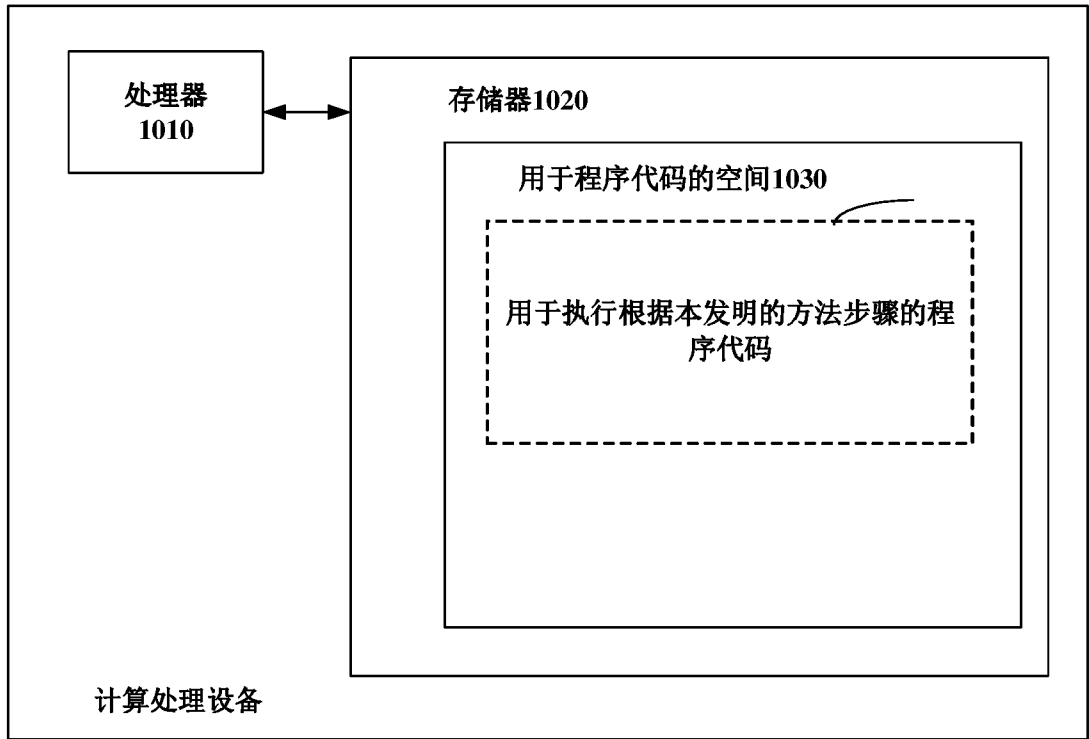 处理器
1010
存储器1020
用于程序代码的空间1030
用于执行根据本发明的方法步骤的程
序代码
计算处理设备